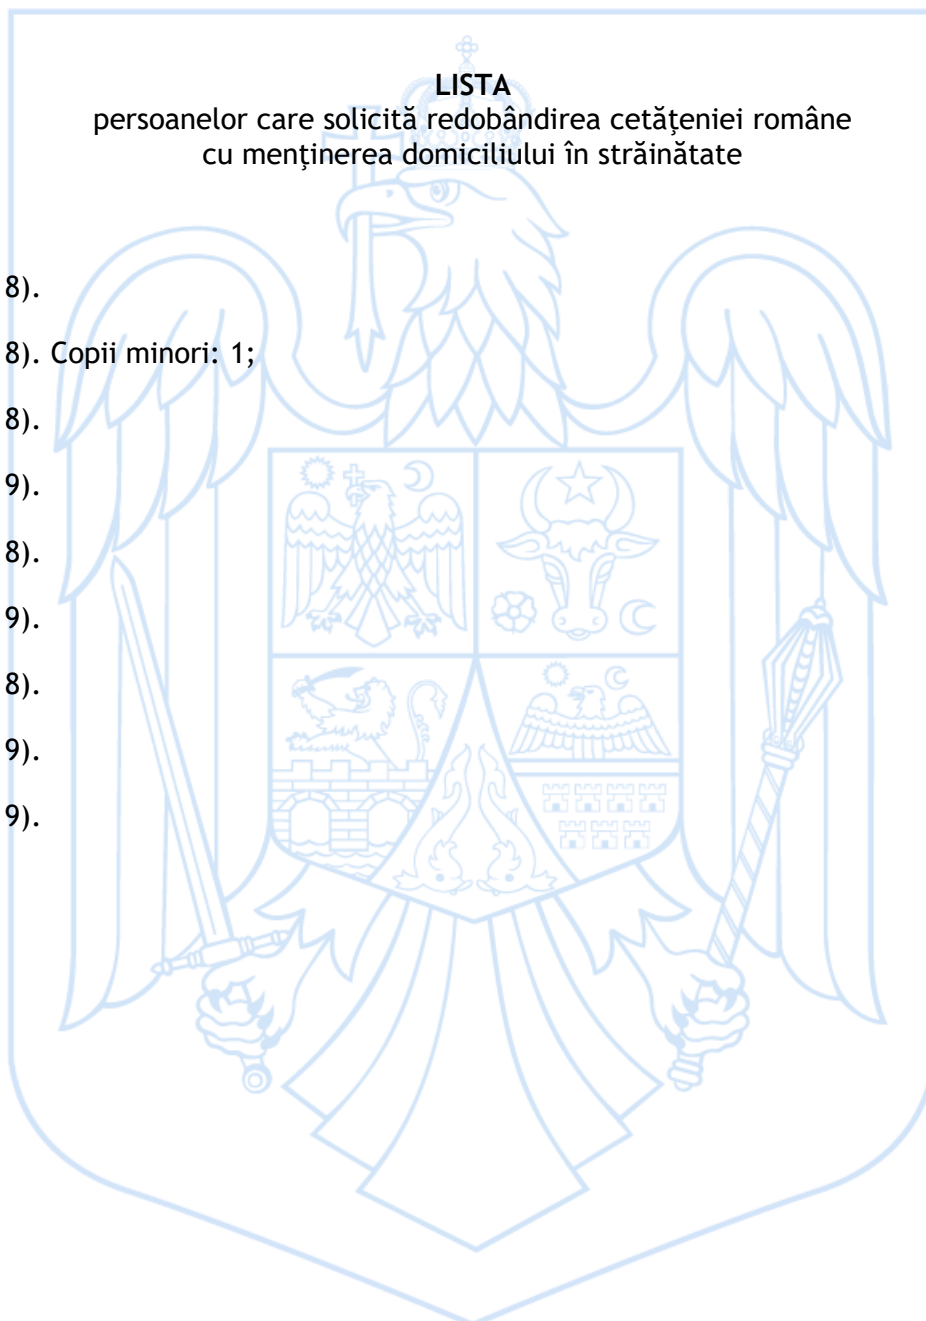 LISTA
persoanelor care solicită redobândirea cetăţeniei române
cu menţinerea domiciliului în străinătate
8).
8). Copii minori: 1;
8).
9).
8).
9).
8).
9).
9).